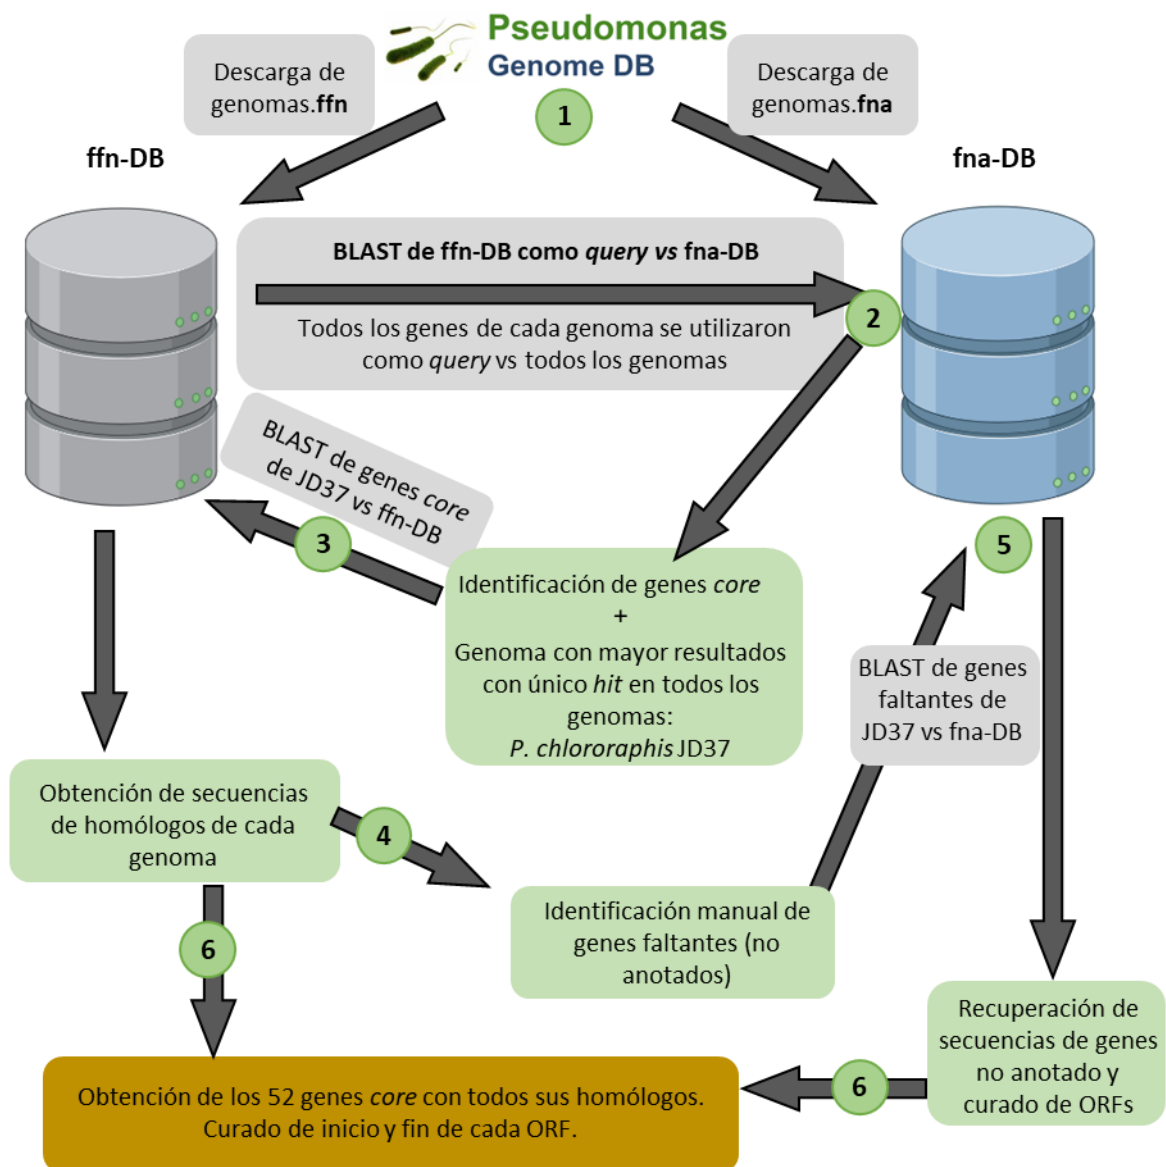 Pseudomonas
Genome DB
Descarga de
genomas.ffn
1
Descarga de
genomas.fna
ffn-DB
fna-DB
BLAST de ffn-DB como query vs fna-DB
Todos los genes de cada genoma se utilizaron
como query vs todos los genomas
2
BLAST de genes core
de JD37 vs ffn-DB
3
Identificación de genes core
+
Genoma con mayor resultados
con único hit en todos los
genomas:
P. chlororaphis JD37
5
BLAST de genes
faltantes de
JD37 vs fna-DB
Obtención de secuencias
de homólogos de cada
genoma
4
Identificación manual de
genes faltantes (no
anotados)
6
Recuperación de
secuencias de genes
no anotado y
curado de ORFs
6
Obtención de los 52 genes core con todos sus homólogos.
Curado de inicio y fin de cada ORF.